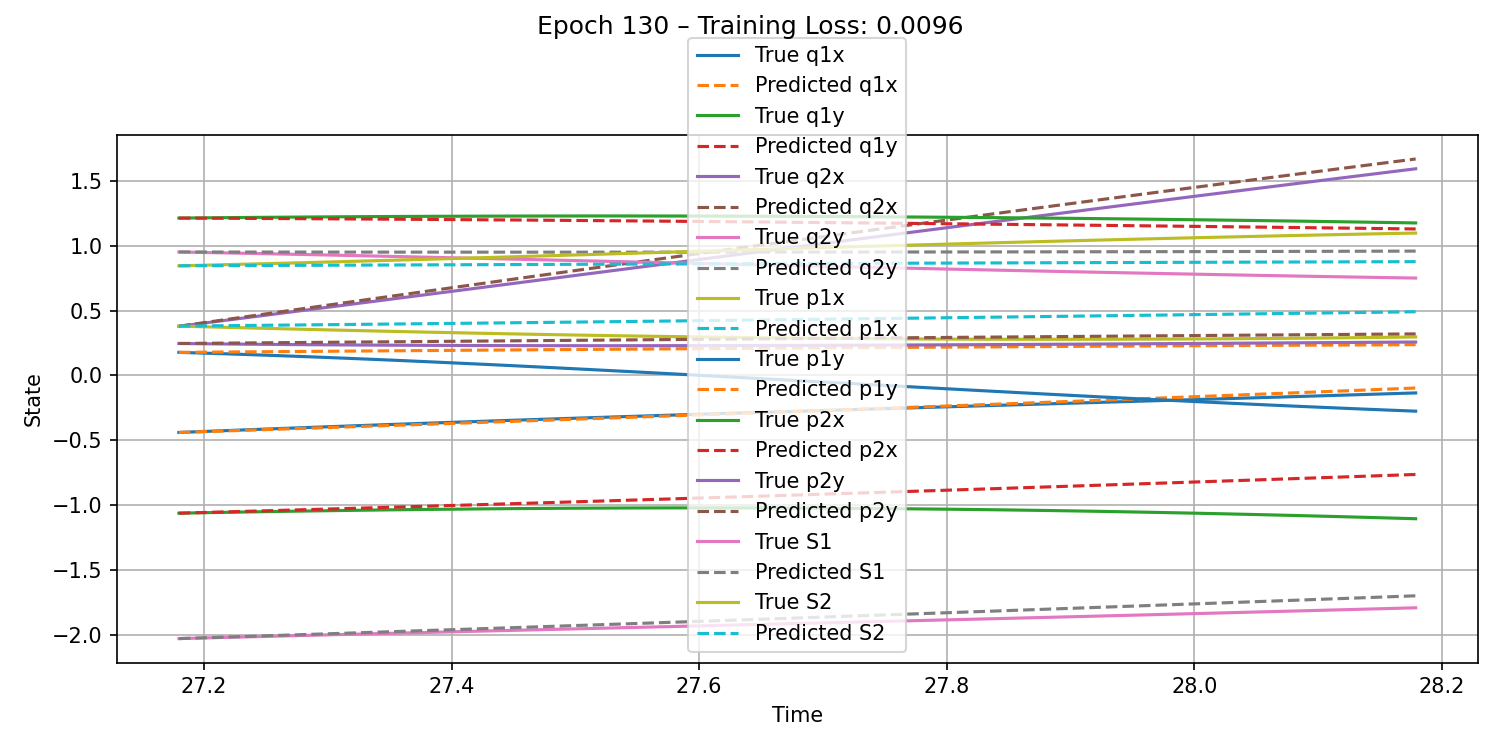 Epoch 130 – Training Loss: 0.0096
True q1x
Predicted q1x
True q1y
Predicted q1y
True q2x
Predicted q2x
True q2y
Predicted q2y
True p1x
Predicted p1x
True p1y
Predicted p1y
True p2x
Predicted p2x
True p2y
Predicted p2y
True S1
Predicted S1
True S2
Predicted S2
State
1.5
1.0
0.5
0.0
−0.5
−1.0
−1.5
−2.0
27.2 27.4 27.6 27.8 28.0 28.2
Time